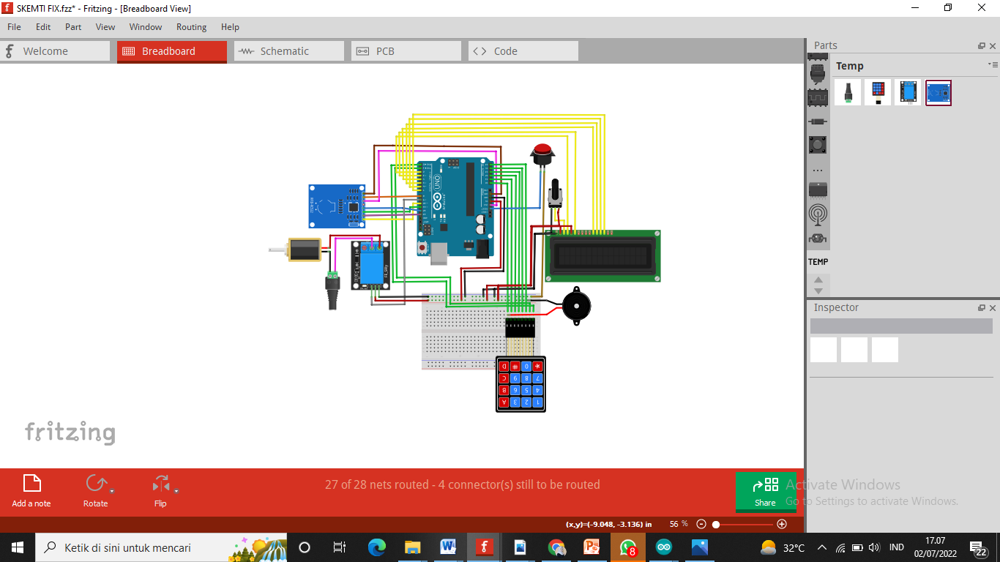 SKEMTI FIX.fzz* - Fritzing - [Breadboard View]
File Edit Part View Window Routing Help
Welcome
Breadboard
Schematic
PCB
Code
Parts
Temp
TEMP
Inspector
UNO
Arduino
D # 0 *
C 9 8 7
B 6 5 4
A 3 2 1
fritzing
27 of 28 nets routed - 4 connector(s) still to be routed
Add a note
Rotate
Flip
Share
Activate Windows
Go to Settings to activate Windows.
(x,y)=(-9.048, -3.136) in
56 %
Ketik di sini untuk mencari
8
32°C
IND
17.07
02/07/2022
22